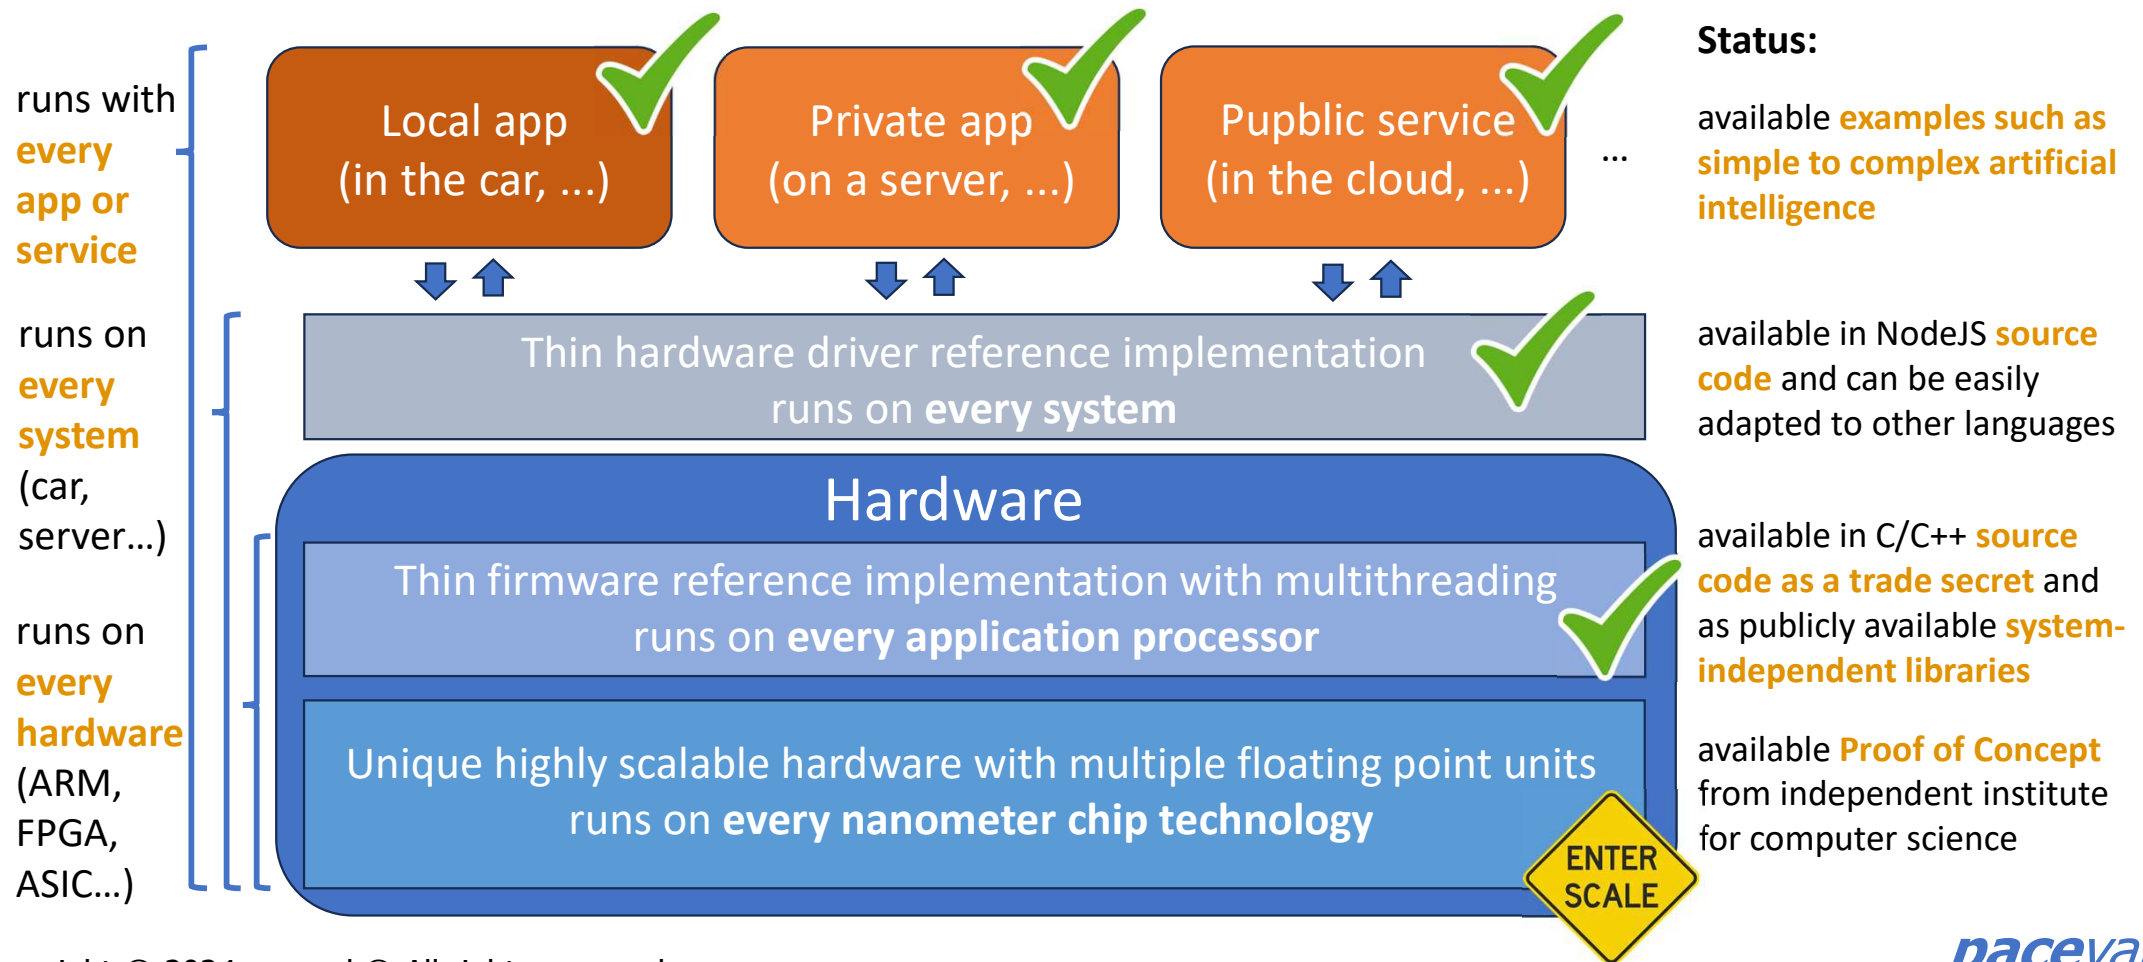 runs with
every
app or
service
runs on
every
system
(car,
server...)
runs on
every
hardware
(ARM,
FPGA,
ASIC...)
Local app
(in the car, ...)
Private app
(on a server, ...)
Pupblic service
(in the cloud, ...)
...
Thin hardware driver reference implementation
runs on every system
Hardware
Thin firmware reference implementation with multithreading
runs on every application processor
Unique highly scalable hardware with multiple floating point units
runs on every nanometer chip technology
ENTER
SCALE
Status:
available examples such as
simple to complex artificial
intelligence
available in NodeJS source
code and can be easily
adapted to other languages
available in C/C++ source
code as a trade secret and
as publicly available system-
independent libraries
available Proof of Concept
from independent institute
for computer science
paceva